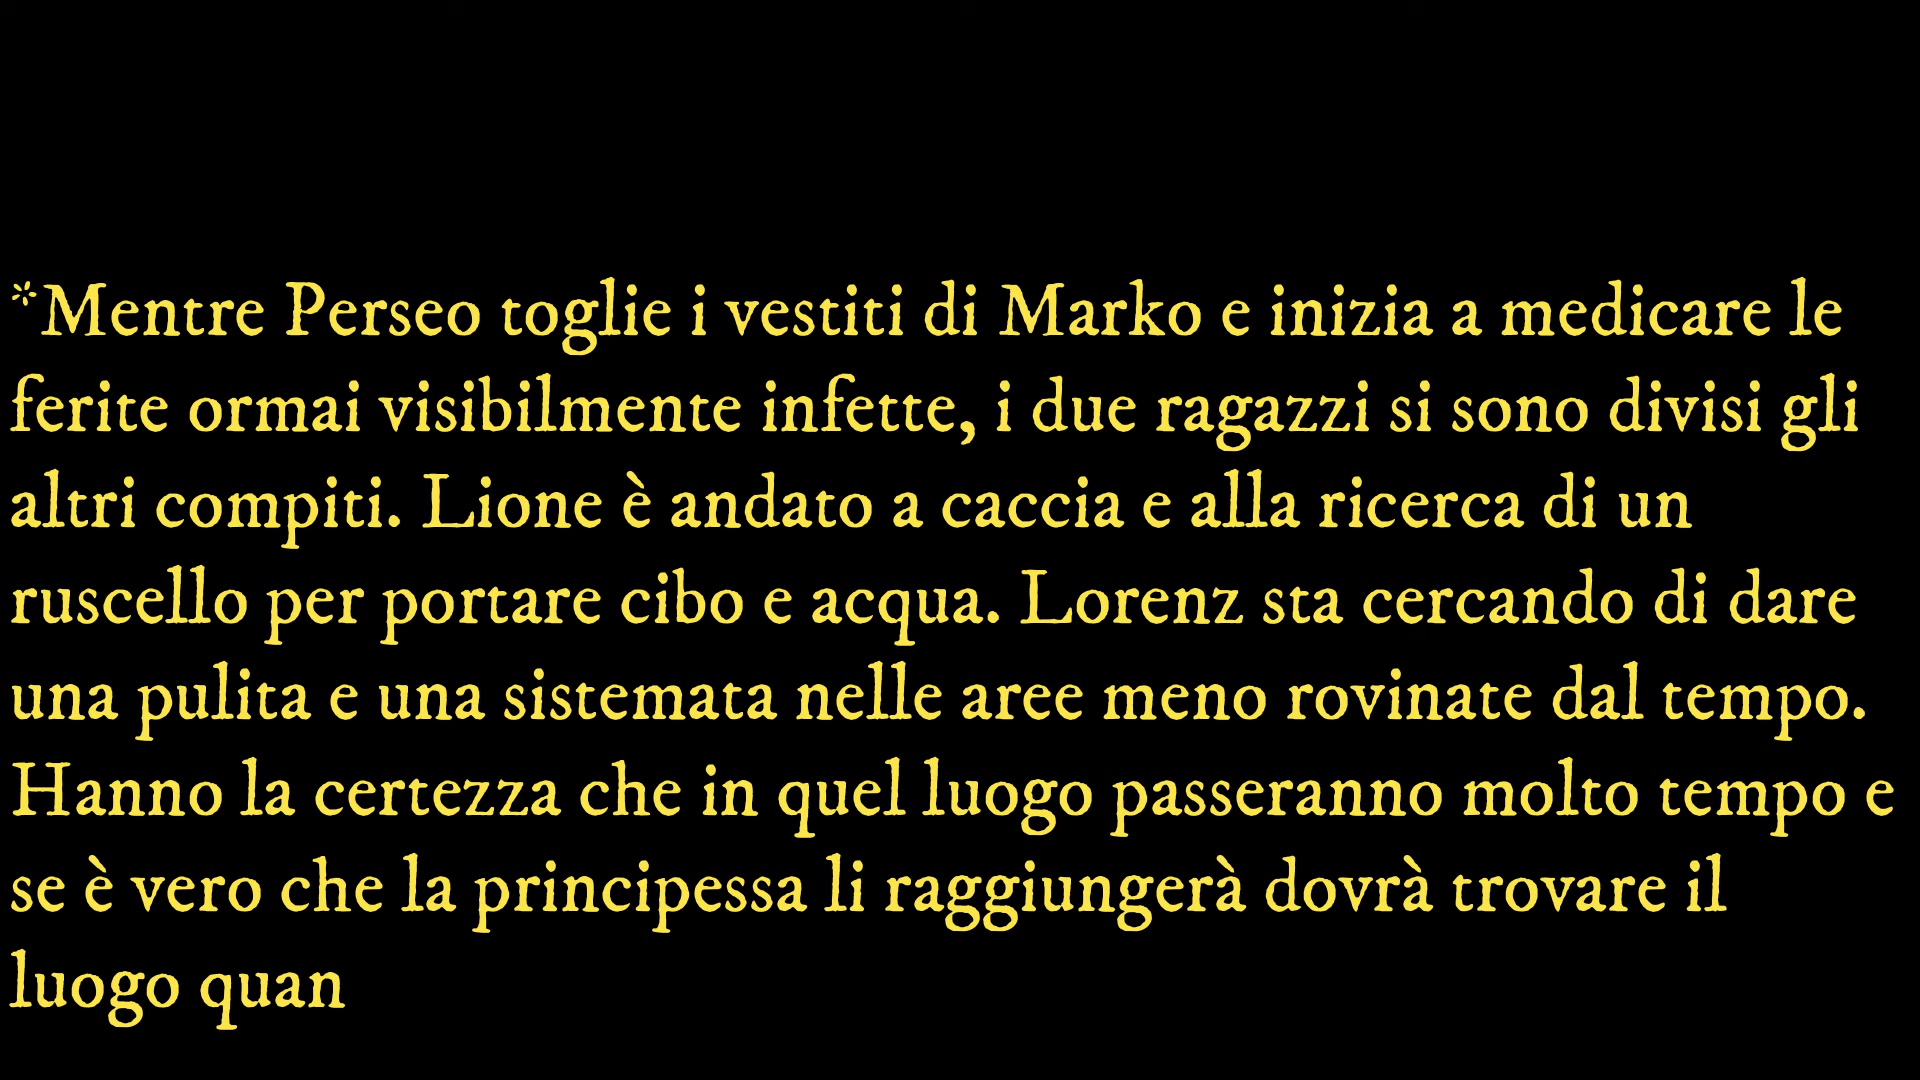 *Mentre Perseo toglie i vestiti di Marko e inizia a medicare le
ferite ormai visibilmente infette, i due ragazzi si sono divisi gli
altri compiti. Lione è andato a caccia e alla ricerca di un
ruscello per portare cibo e acqua. Lorenz sta cercando di dare
una pulita e una sistemata nelle aree meno rovinate dal tempo.
Hanno la certezza che in quel luogo passeranno molto tempo e
se è vero che la principessa li raggiungerà dovrà trovare il
luogo quan